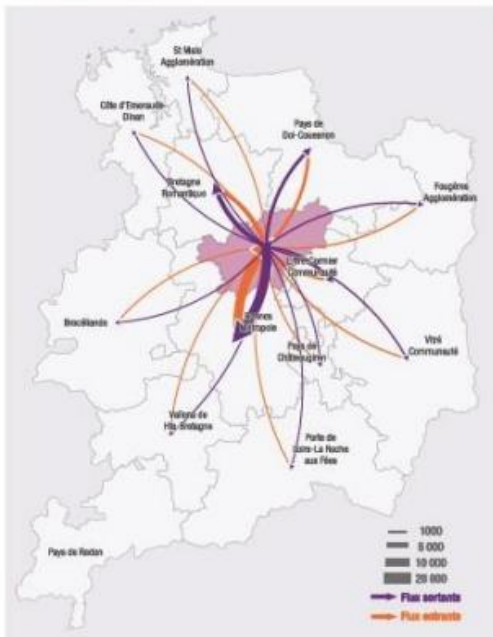 St Malo
Agglomération
Côte d'Emeraude-
Dinan
Pays de
Dol-Couesnon
Bretagne
Romantique
Fougères
Agglomération
Liffré-Cormier
Communauté
Rennes
Métropole
Brocéliande
Pays de
Châteaugiron
Vitré
Communauté
Vallons de
Hte-Bretagne
Porte de
Loire-La Roche
aux Fées
Pays de Redon
1000
5 000
10 000
20 000
Flux sortants
Flux entrants